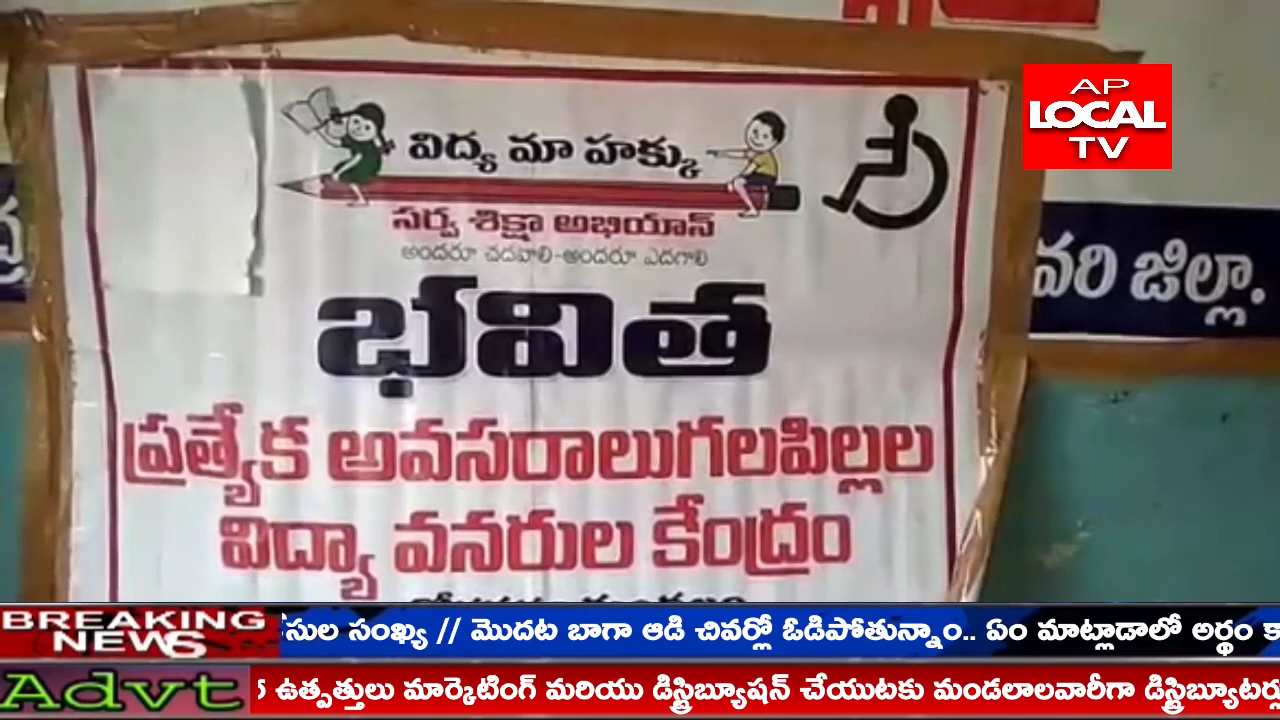 AP
LOCAL
TV
విద్య మా హక్కు
సర్వ శిక్షా అభియాన్
అందరూ చదవాలి-అందరూ ఎదగాలి
భవిత
వరి జిల్లా.
ప్రత్యేక అవసరాలుగలపిల్లల
విద్యా వనరుల కేంద్రం
BREAKING
NEWS
సుల సంఖ్య // మొదట బాగా ఆడి చివర్లో ఓడిపోతున్నాం.. ఏం మాట్లాడాలో అర్థం కా
Advt
ఉత్పత్తులు మార్కెటింగ్ మరియు డిస్ట్రిబ్యూషన్ చేయుటకు మండలాలవారీగా డిస్ట్రిబ్యూటర్లు